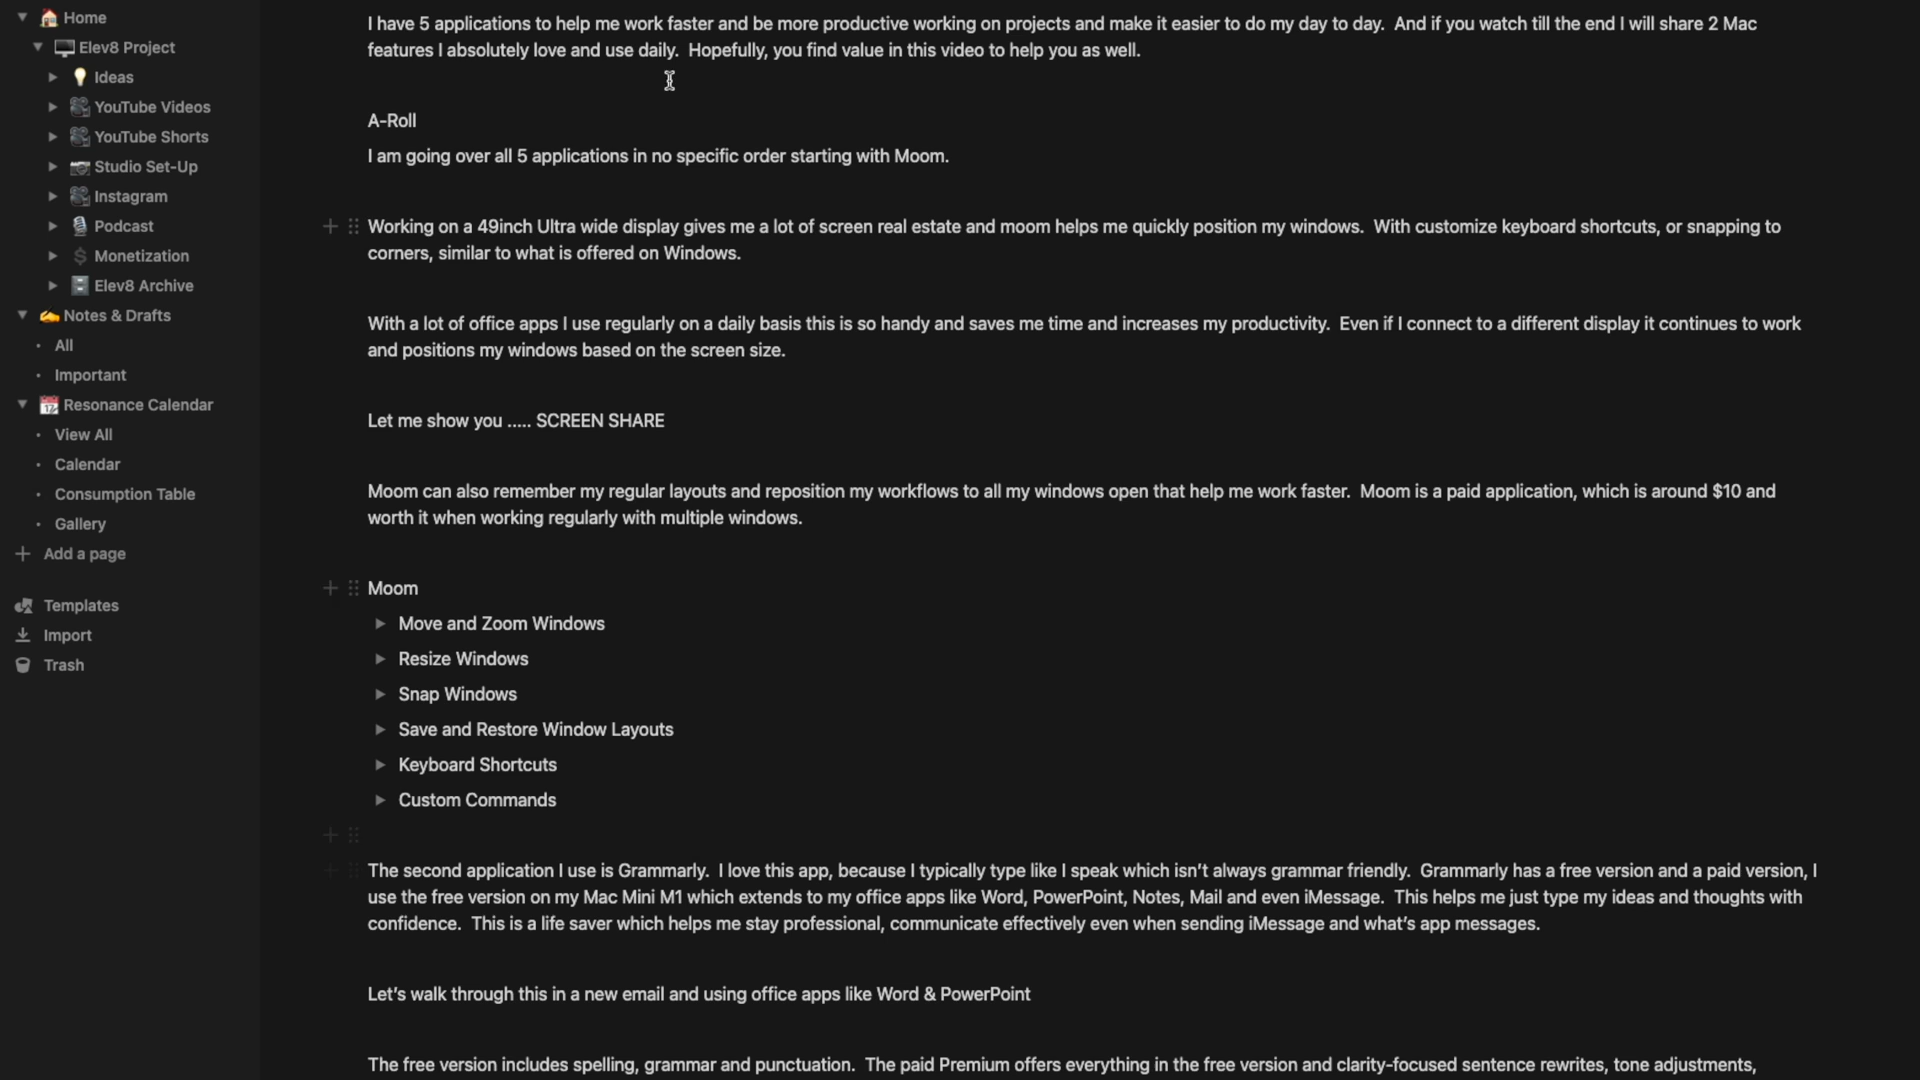 Home
Elev8 Project
Ideas
YouTube Videos
YouTube Shorts
Studio Set-Up
Instagram
Podcast
Monetization
Elev8 Archive
Notes & Drafts
All
Important
Resonance Calendar
View All
Calendar
Consumption Table
Gallery
Add a page
Templates
Import
Trash
I have 5 applications to help me work faster and be more productive working on projects and make it easier to do my day to day. And if you watch till the end I will share 2 Mac
features I absolutely love and use daily. Hopefully, you find value in this video to help you as well.
A-Roll
I am going over all 5 applications in no specific order starting with Moom.
Working on a 49inch Ultra wide display gives me a lot of screen real estate and moom helps me quickly position my windows. With customize keyboard shortcuts, or snapping to
corners, similar to what is offered on Windows.
With a lot of office apps I use regularly on a daily basis this is so handy and saves me time and increases my productivity. Even if I connect to a different display it continues to work
and positions my windows based on the screen size.
Let me show you ..... SCREEN SHARE
Moom can also remember my regular layouts and reposition my workflows to all my windows open that help me work faster. Moom is a paid application, which is around $10 and
worth it when working regularly with multiple windows.
Moom
Move and Zoom Windows
Resize Windows
Snap Windows
Save and Restore Window Layouts
Keyboard Shortcuts
Custom Commands
The second application I use is Grammarly. I love this app, because I typically type like I speak which isn't always grammar friendly. Grammarly has a free version and a paid version, I
use the free version on my Mac Mini M1 which extends to my office apps like Word, PowerPoint, Notes, Mail and even iMessage. This helps me just type my ideas and thoughts with
confidence. This is a life saver which helps me stay professional, communicate effectively even when sending iMessage and what's app messages.
Let's walk through this in a new email and using office apps like Word & PowerPoint
The free version includes spelling, grammar and punctuation. The paid Premium offers everything in the free version and clarity-focused sentence rewrites, tone adjustments,